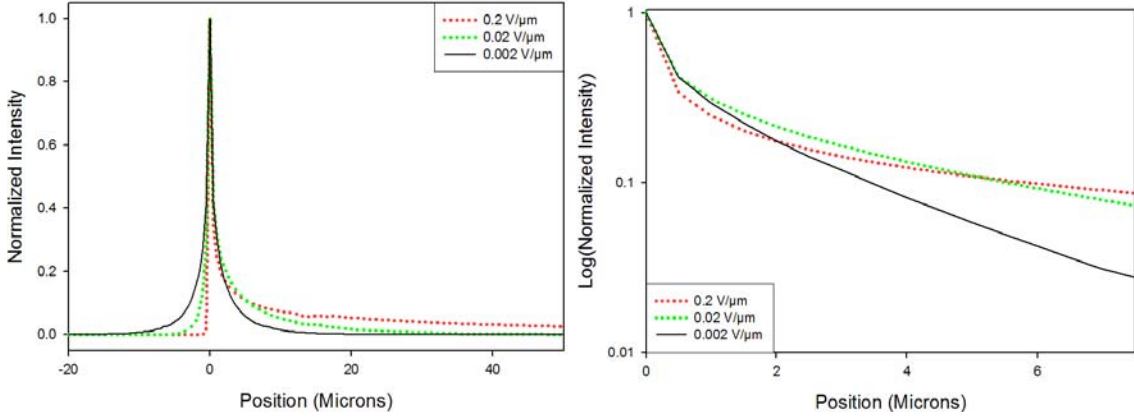 Normalized Intensity
1.0
0.8
0.6
0.4
0.2
0.0
-20
0
20
40
Position (Microns)
0.2 V/µm
0.02 V/µm
0.002 V/µm
Log(Normalized Intensity)
1
0.1
0.01
0
2
4
6
Position (Microns)
0.2 V/µm
0.02 V/µm
0.002 V/µm